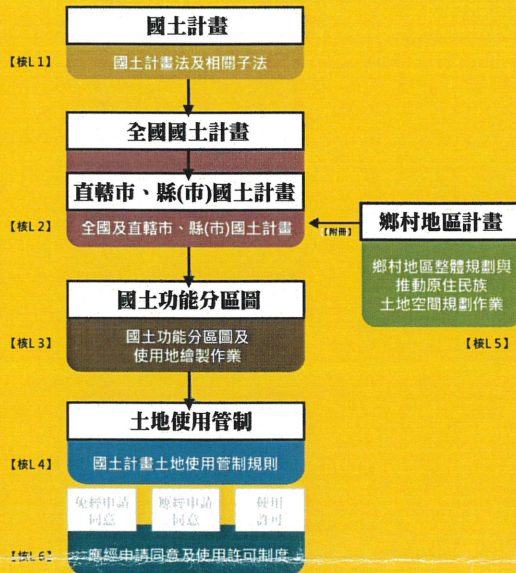 國土計畫
【核L1】
國土計畫法及相關子法
全國國土計畫
直轄市、縣(市)國土計畫
【核L2】
全國及直轄市、縣(市)國土計畫
【附冊】
鄉村地區計畫
鄉村地區整體規劃與
推動原住民族
土地空間規劃作業
【核L5】
國土功能分區圖
【核L3】
國土功能分區圖及
使用地繪製作業
土地使用管制
【核L4】
國土計畫土地使用管制規則
免經申請
同意
應經申請
同意
使用
許可
【核L6】
應經申請同意及使用許可制度